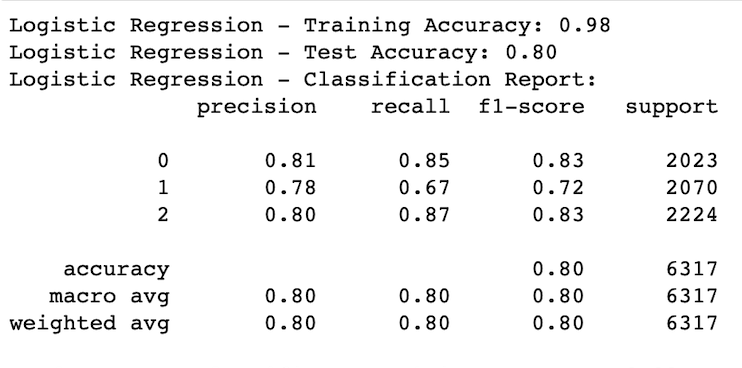 Logistic Regression - Training Accuracy: 0.98
Logistic Regression - Test Accuracy: 0.80
Logistic Regression - Classification Report:
precision recall f1-score support
0 0.81 0.85 0.83 2023
1 0.78 0.67 0.72 2070
2 0.80 0.87 0.83 2224
accuracy 0.80 6317
macro avg 0.80 0.80 0.80 6317
weighted avg 0.80 0.80 0.80 6317